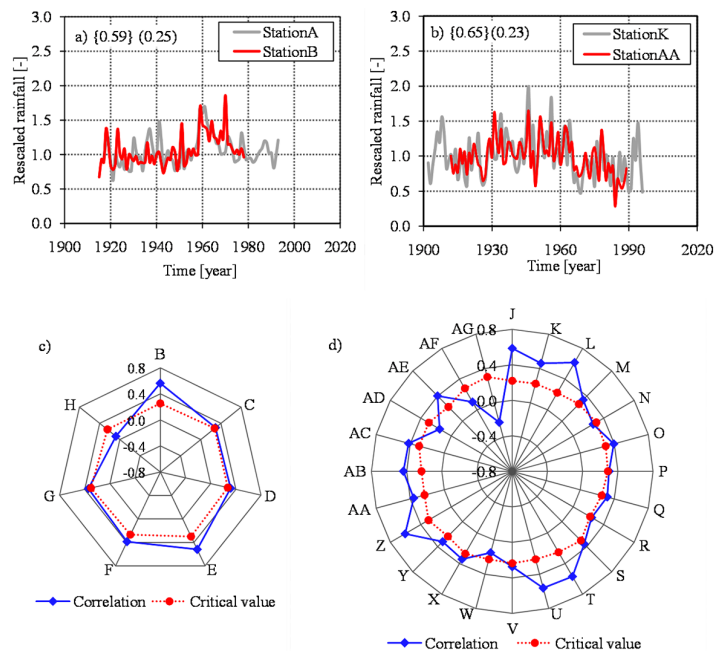 3.0
2.5
2.0
1.5
1.0
0.5
0.0
Rescaled rainfall [-]
a) {0.59} (0.25)
StationA
StationB
1900 1920 1940 1960 1980 2000 2020
Time [year]
3.0
2.5
2.0
1.5
1.0
0.5
0.0
Rescaled rainfall [-]
b) {0.65}(0.23)
StationK
StationAA
1900 1930 1960 1990 2020
Time [year]
c)
0.8
0.4
0.0
-0.4
-0.8
B
C
D
E
F
G
H
Correlation Critical value
d)
0.8
0.4
0.0
-0.4
-0.8
J
K
L
M
N
O
P
Q
R
S
T
U
V
W
X
Y
Z
AA
AB
AC
AD
AE
AF
AG
Correlation Critical value